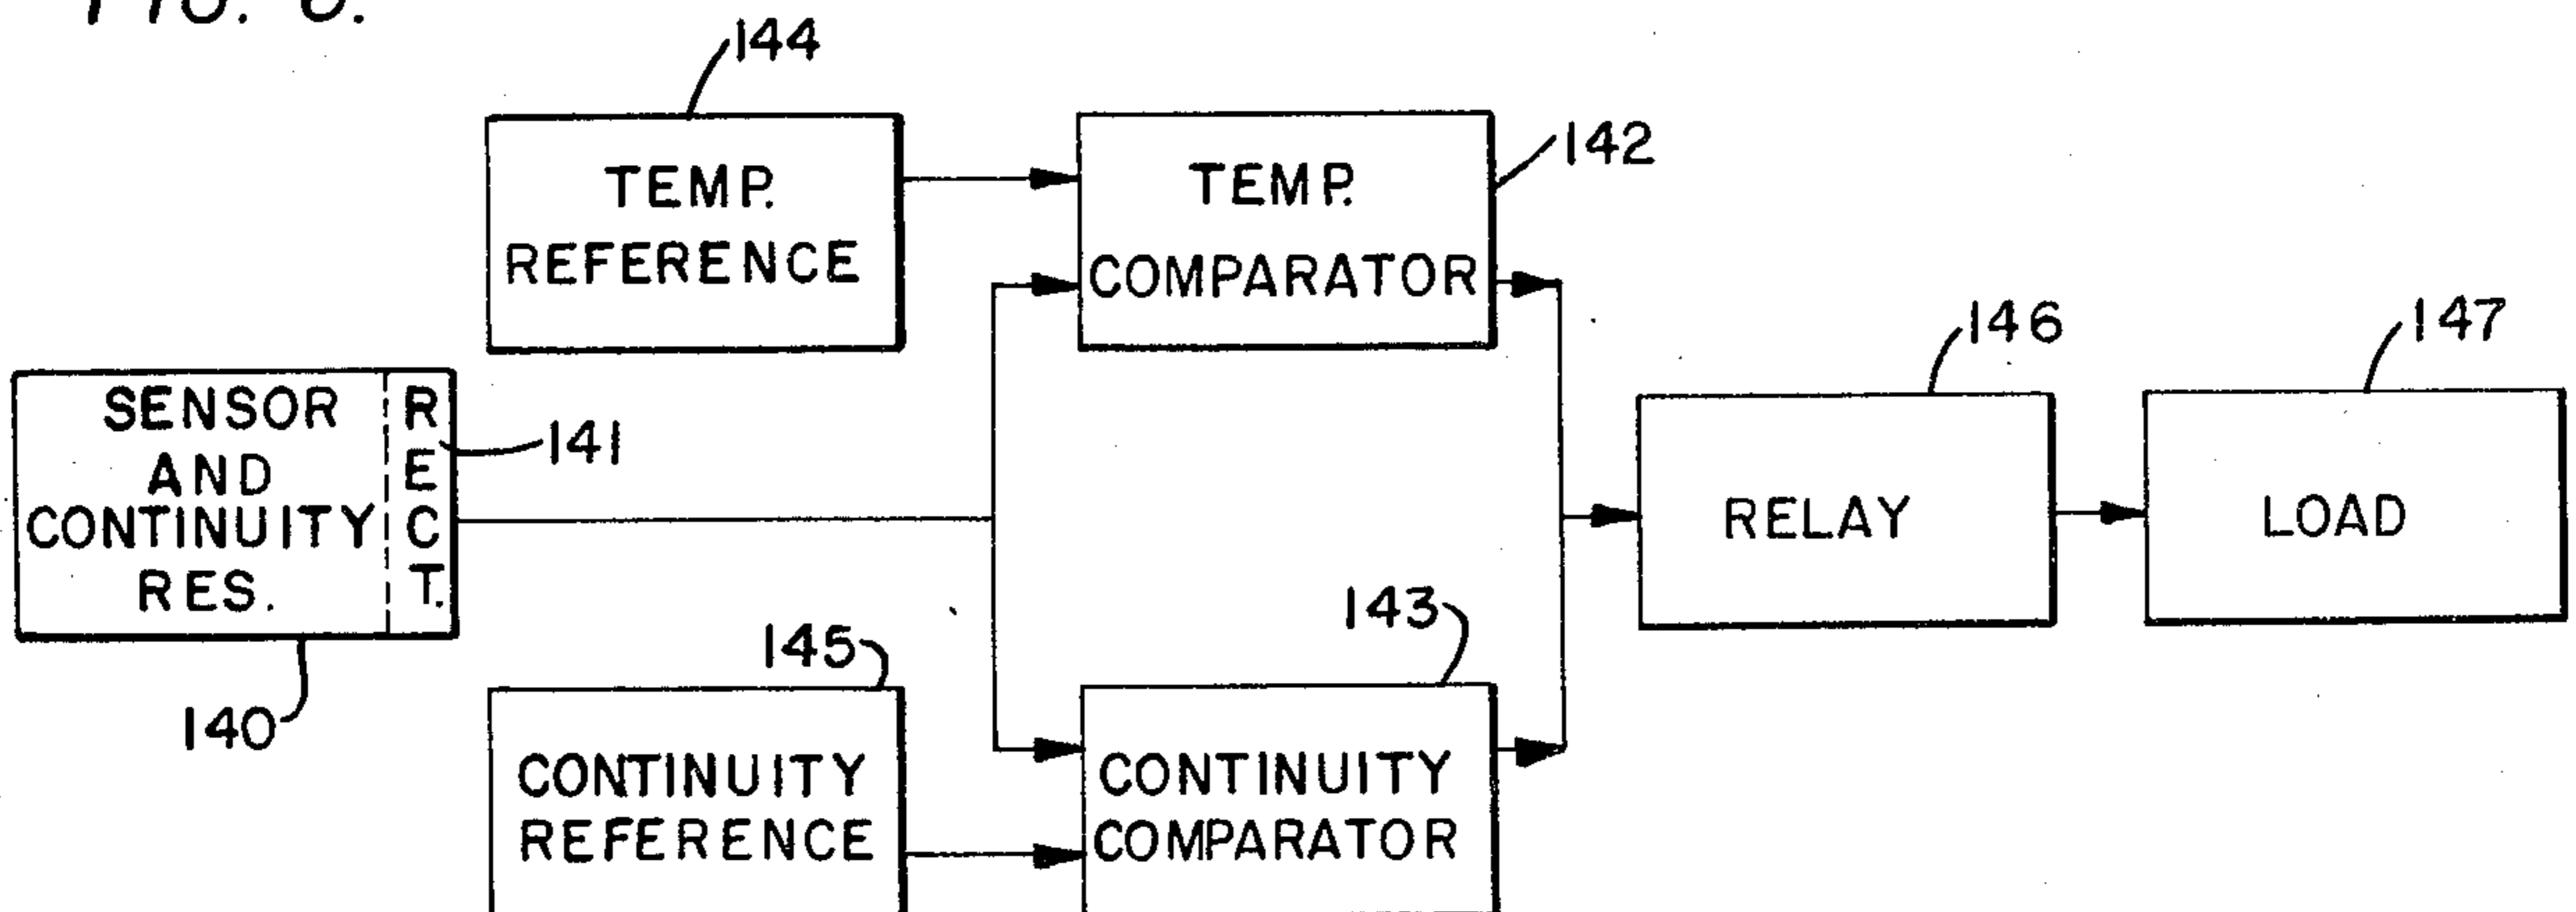 144
TEMP.
REFERENCE
TEMP.
COMPARATOR
142
SENSOR
AND
CONTINUITY
RES.
RECT.
141
140
145
CONTINUITY
REFERENCE
143
CONTINUITY
COMPARATOR
146
RELAY
147
LOAD